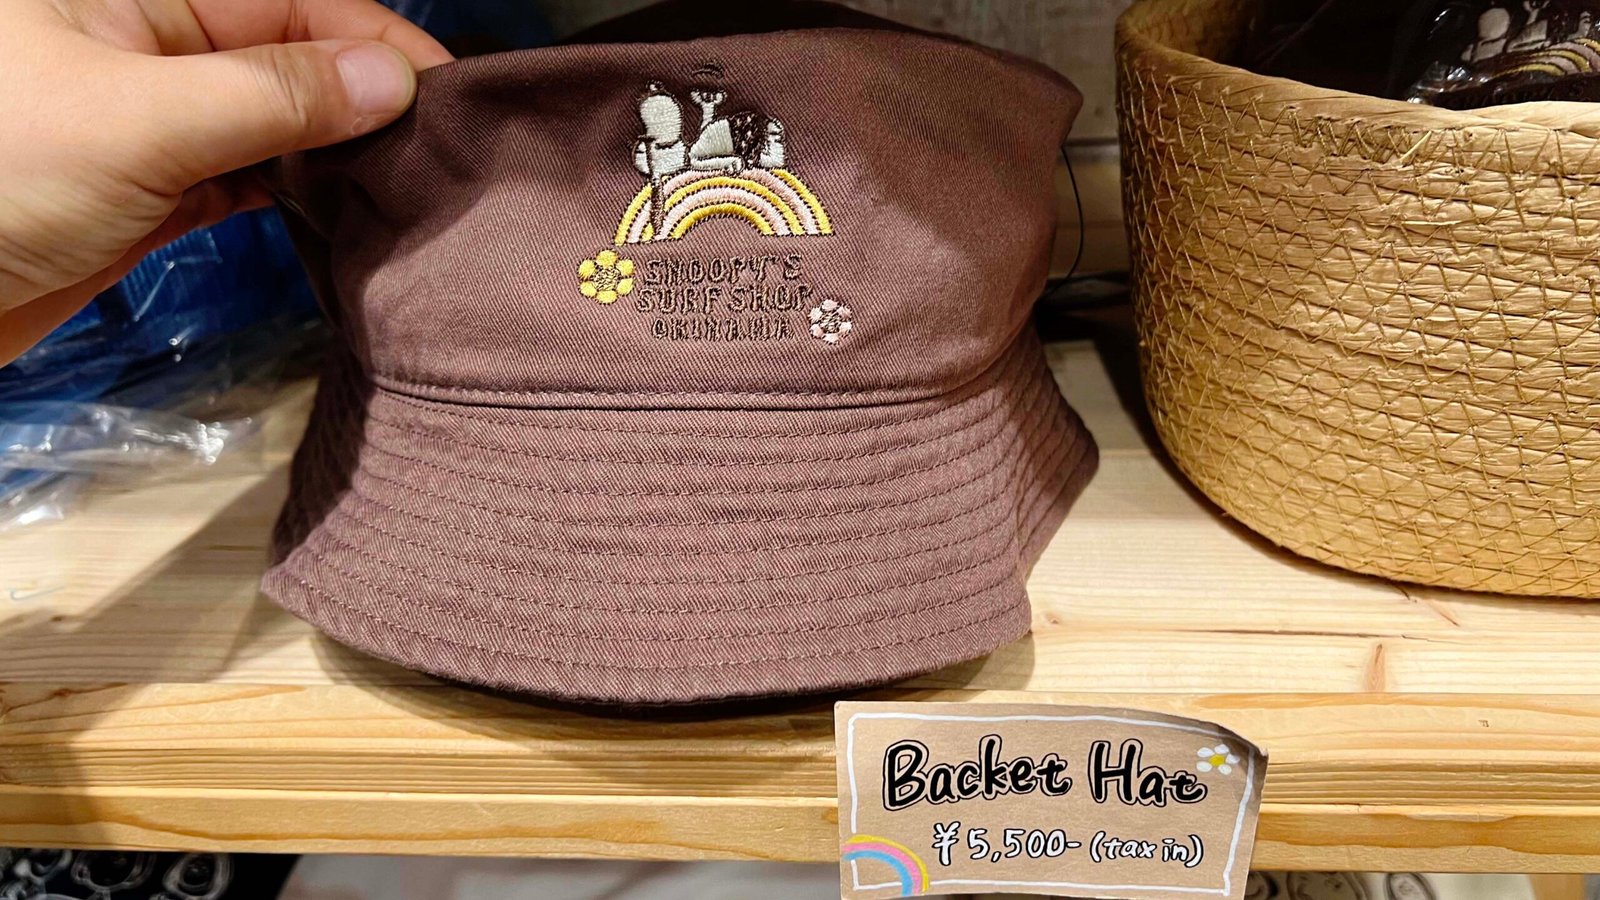 SNOOPY'S
SURF SHOP
OKINAWA
Backet Hat
¥5,500- (tax in)